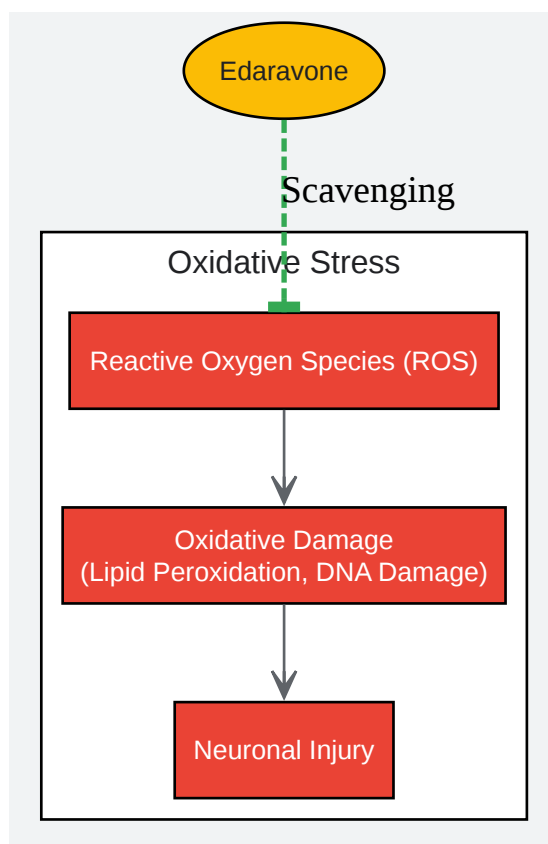 Edaravone
Scavenging
Oxidative Stress
Reactive Oxygen Species (ROS)
Oxidative Damage
(Lipid Peroxidation, DNA Damage)
Neuronal Injury